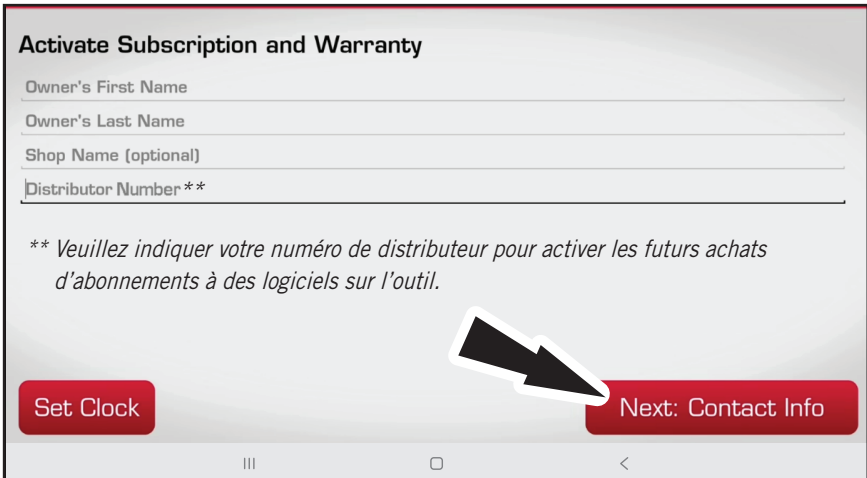 Activate Subscription and Warranty
Owner's First Name
Owner's Last Name
Shop Name (optional)
Distributor Number**
** Veuillez indiquer votre numéro de distributeur pour activer les futurs achats
d'abonnements à des logiciels sur l'outil.
Set Clock
Next: Contact Info